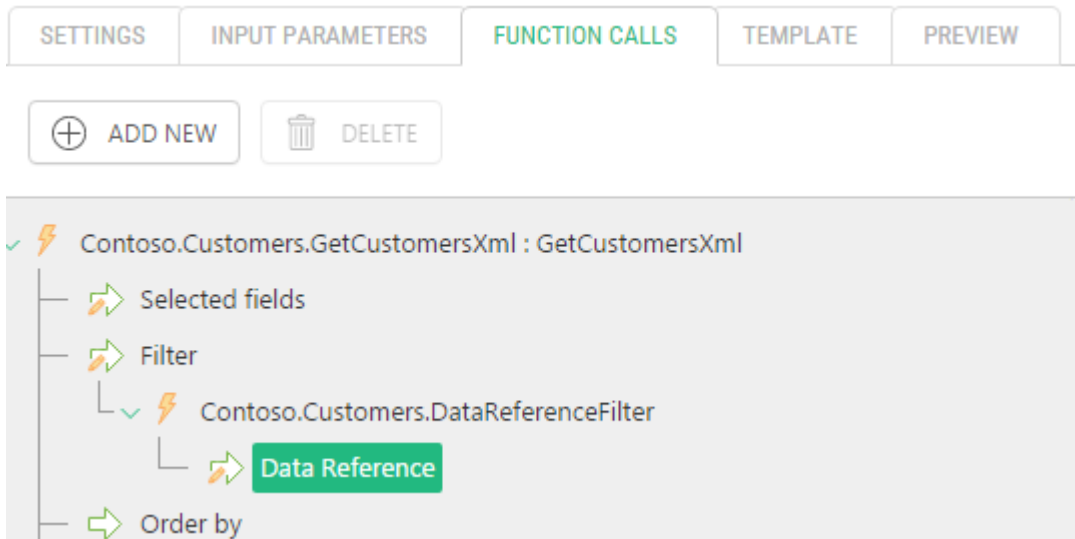 SETTINGS INPUT PARAMETERS FUNCTION CALLS TEMPLATE PREVIEW
ADD NEW DELETE
Contoso.Customers.GetCustomersXml : GetCustomersXml
Selected fields
Filter
Contoso.Customers.DataReferenceFilter
Data Reference
Order by